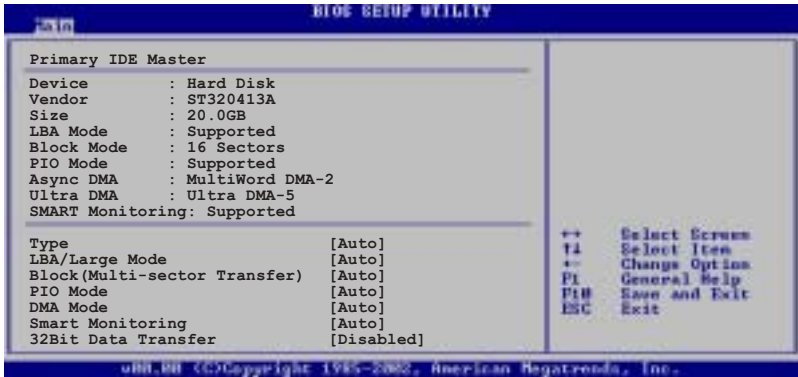 BIOS SETUP UTILITY
Main
Primary IDE Master
Device : Hard Disk
Vendor : ST320413A
Size : 20.0GB
LBA Mode : Supported
Block Mode : 16 Sectors
PIO Mode : Supported
Async DMA : MultiWord DMA-2
Ultra DMA : Ultra DMA-5
SMART Monitoring: Supported
Type [Auto]
LBA/Large Mode [Auto]
Block(Multi-sector Transfer) [Auto]
PIO Mode [Auto]
DMA Mode [Auto]
Smart Monitoring [Auto]
32Bit Data Transfer [Disabled]
↔ Select Screen
↑↓ Select Item
+- Change Option
F1 General Help
F10 Save and Exit
ESC Exit
v00.00 (C)Copyright 1985-2002, American Megatrends, Inc.